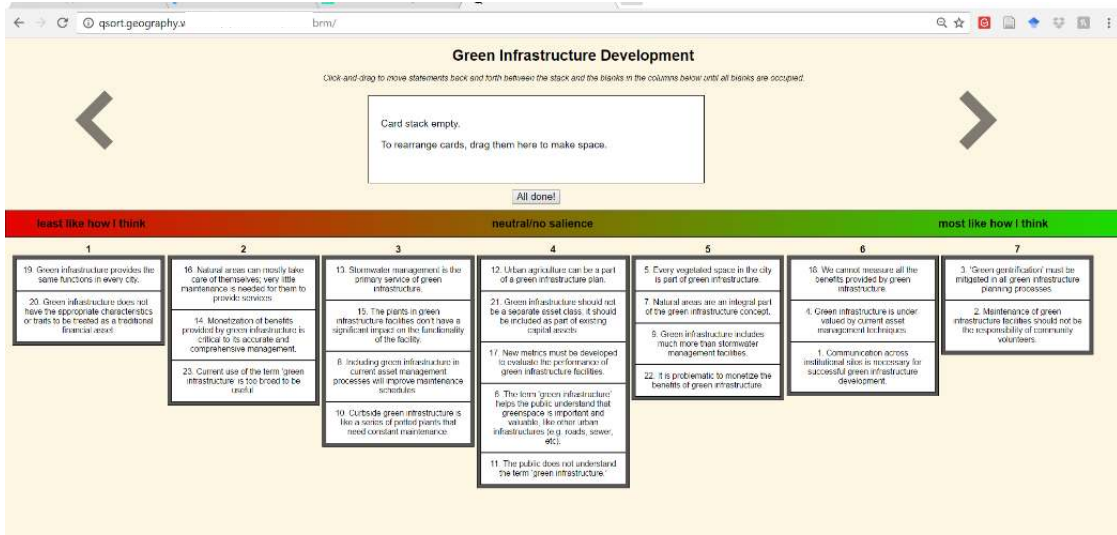 qsort.geography.v
brm/
Green Infrastructure Development
Click-and-drag to move statements back and forth between the stack and the blanks in the columns below until all blanks are occupied.
Card stack empty.
To rearrange cards, drag them here to make space.
All done!
least like how I think
neutral/no salience
most like how I think
1
19. Green infrastructure provides the
same functions in every city.
20. Green infrastructure does not
have the appropriate characteristics
or traits to be treated as a traditional
financial asset.
2
16. Natural areas can mostly take
care of themselves; very little
maintenance is needed for them to
provide services.
14. Monetization of benefits
provided by green infrastructure is
critical to its accurate and
comprehensive management.
23. Current use of the term 'green
infrastructure' is too broad to be
useful.
3
13. Stormwater management is the
primary service of green
infrastructure.
15. The plants in green
infrastructure facilities don't have a
significant impact on the functionality
of the facility.
8. Including green infrastructure in
current asset management
processes will improve maintenance
schedules.
10. Curbside green infrastructure is
like a series of potted plants that
need constant maintenance.
4
12. Urban agriculture can be a part
of a green infrastructure plan.
21. Green infrastructure should not
be a separate asset class; it should
be included as part of existing
capital assets.
17. New metrics must be developed
to evaluate the performance of
green infrastructure facilities.
6. The term 'green infrastructure'
helps the public understand that
greenspace is important and
valuable, like other urban
infrastructures (e.g. roads, sewer,
etc).
11. The public does not understand
the term 'green infrastructure.'
5
5. Every vegetated space in the city
is part of green infrastructure.
7. Natural areas are an integral part
of the green infrastructure concept.
9. Green infrastructure includes
much more than stormwater
management facilities.
22. It is problematic to monetize the
benefits of green infrastructure.
6
18. We cannot measure all the
benefits provided by green
infrastructure.
4. Green infrastructure is under
valued by current asset
management techniques.
1. Communication across
institutional silos is necessary for
successful green infrastructure
development.
7
3. 'Green gentrification' must be
mitigated in all green infrastructure
planning processes.
2. Maintenance of green
infrastructure facilities should not be
the responsibility of community
volunteers.